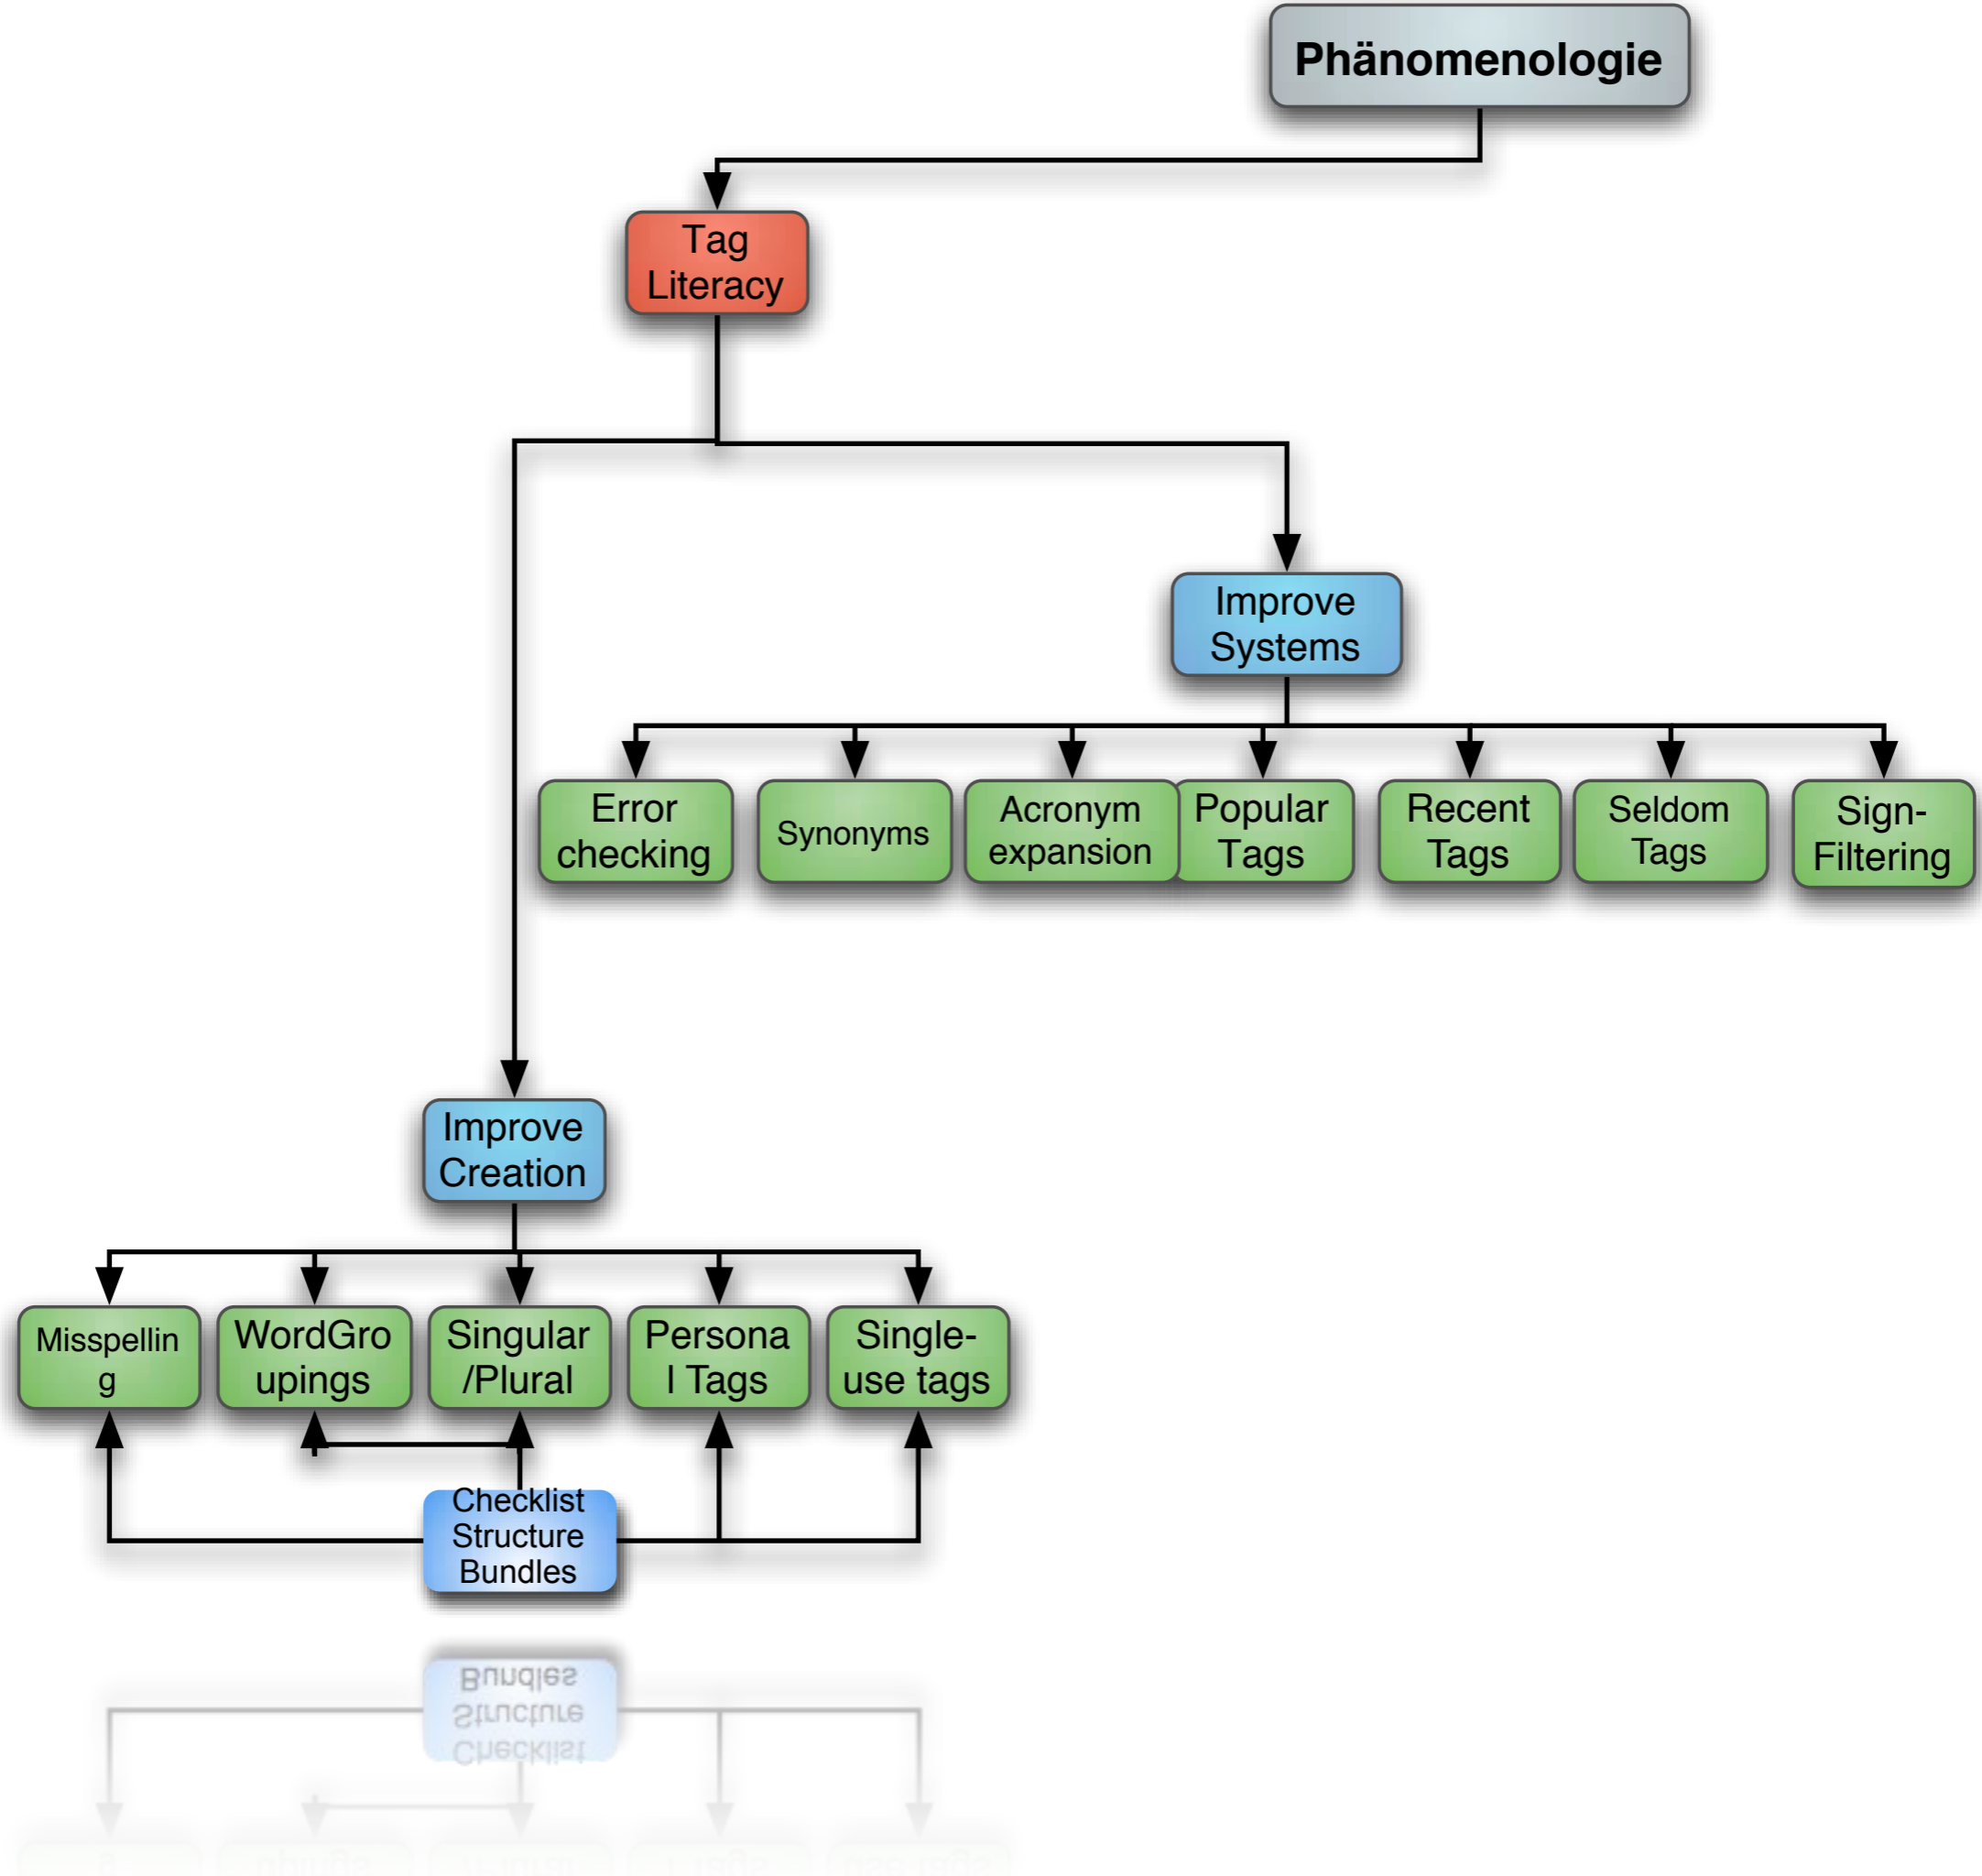 Phänomenologie
Tag
Literacy
Improve
Systems
Error
checking
Synonyms
Acronym
expansion
Popular
Tags
Recent
Tags
Seldom
Tags
Sign-
Filtering
Improve
Creation
Misspellin
g
WordGro
upings
Singular
/Plural
Persona
l Tags
Single-
use tags
Checklist
Structure
Bundles